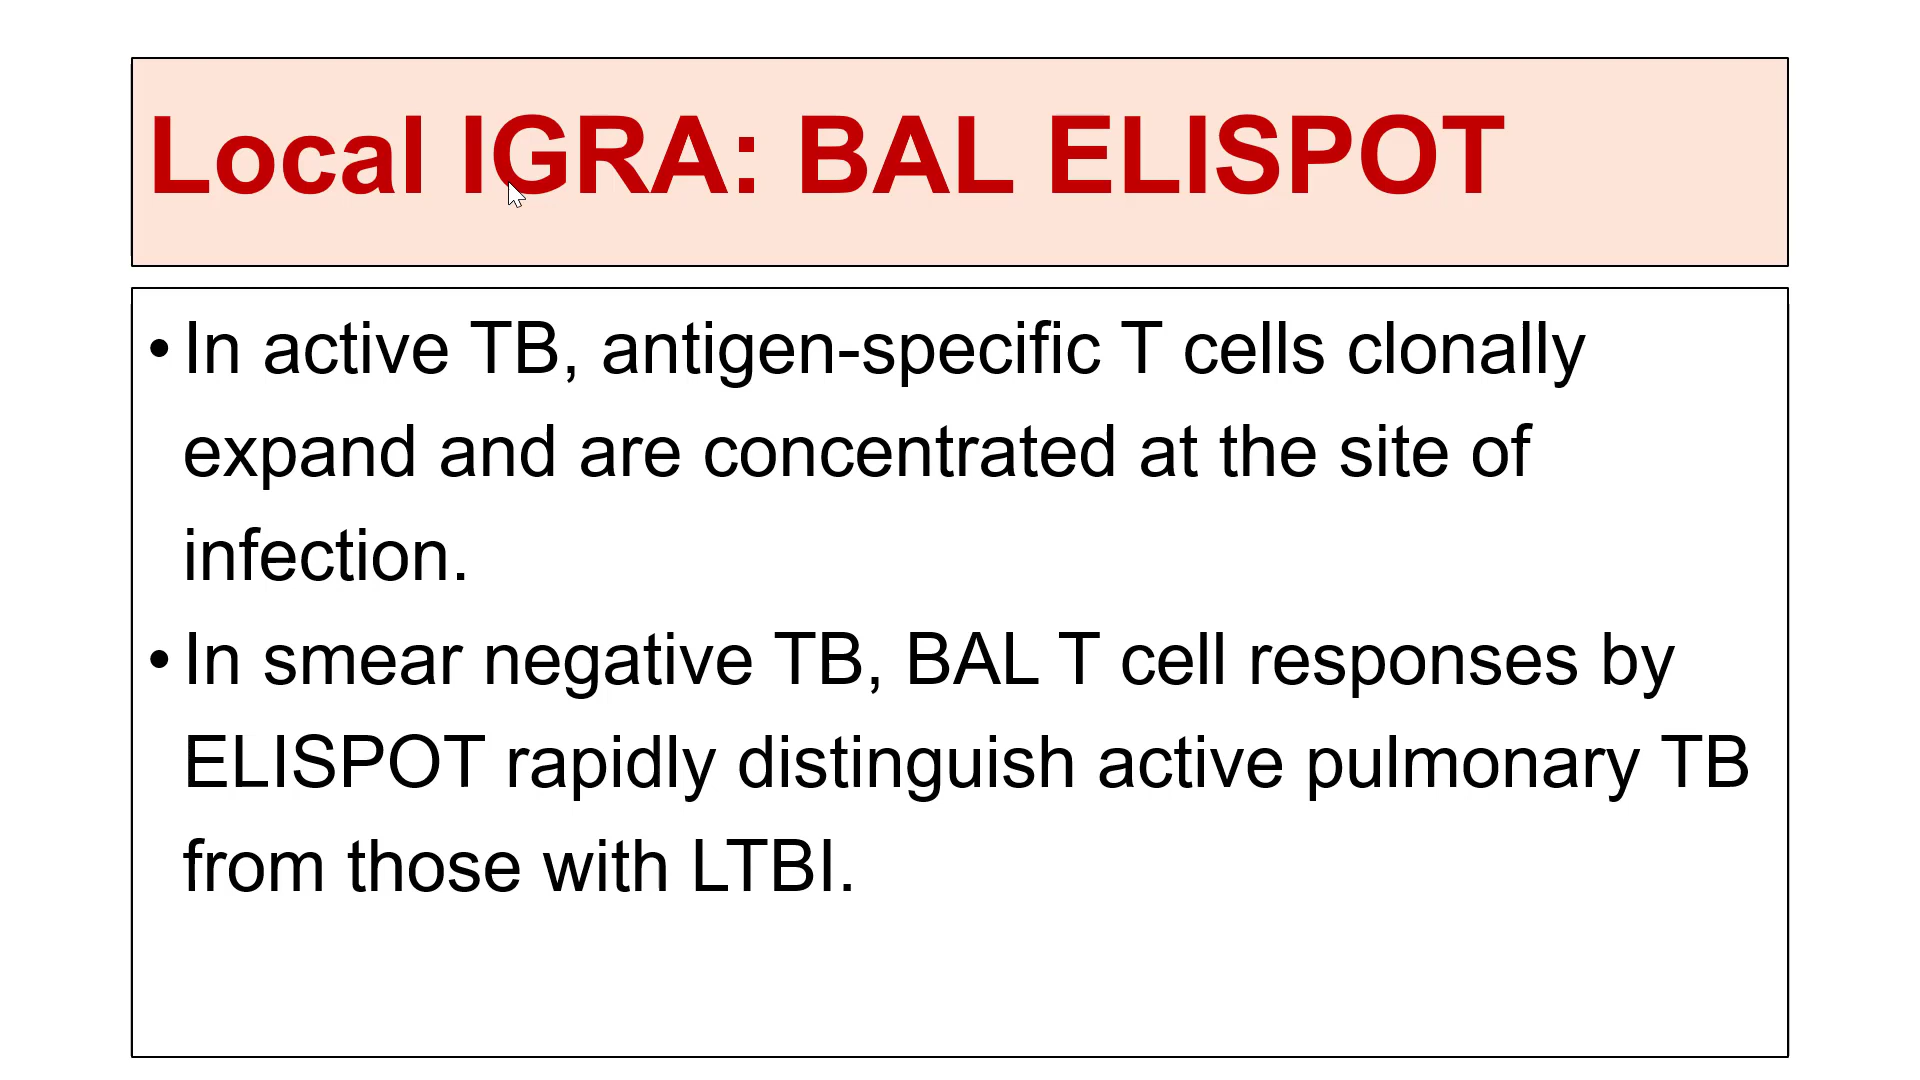 Local IGRA: BAL ELISPOT
• In active TB, antigen-specific T cells clonally
expand and are concentrated at the site of
infection.
• In smear negative TB, BAL T cell responses by
ELISPOT rapidly distinguish active pulmonary TB
from those with LTBI.